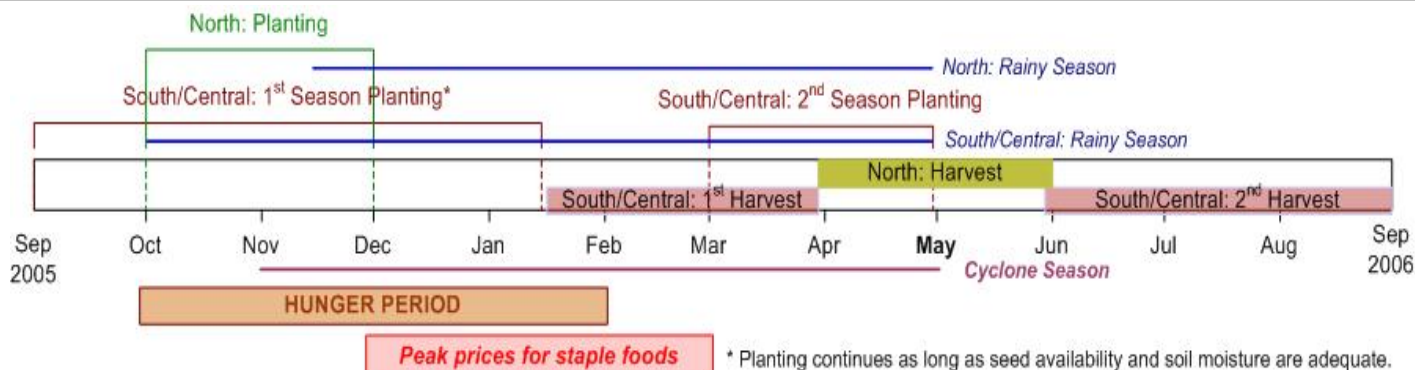 North: Planting
North: Rainy Season
South/Central: 1st Season Planting*
South/Central: 2nd Season Planting
South/Central: Rainy Season
North: Harvest
South/Central: 1st Harvest
South/Central: 2nd Harvest
Sep 2005
Oct
Nov
Dec
Jan
Feb
Mar
Apr
May
Jun
Jul
Aug
Sep 2006
Cyclone Season
HUNGER PERIOD
Peak prices for staple foods
* Planting continues as long as seed availability and soil moisture are adequate.